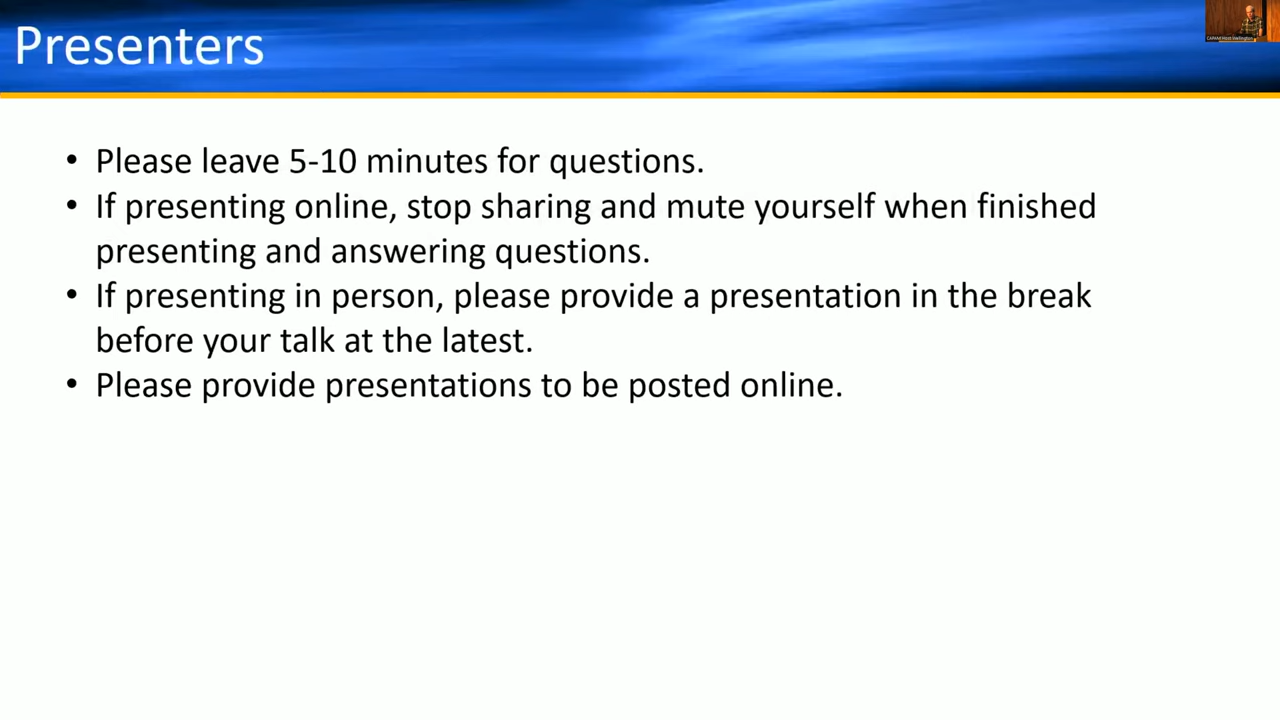 Presenters
• Please leave 5-10 minutes for questions.
• If presenting online, stop sharing and mute yourself when finished
presenting and answering questions.
• If presenting in person, please provide a presentation in the break
before your talk at the latest.
• Please provide presentations to be posted online.